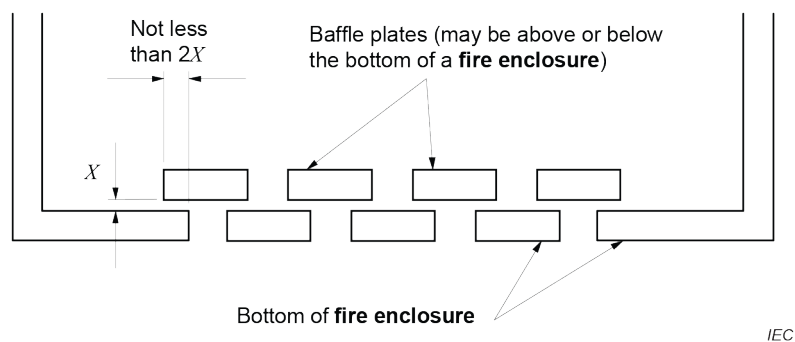 Not less
than 2X
Baffle plates (may be above or below
the bottom of a fire enclosure)
X
Bottom of fire enclosure
IEC